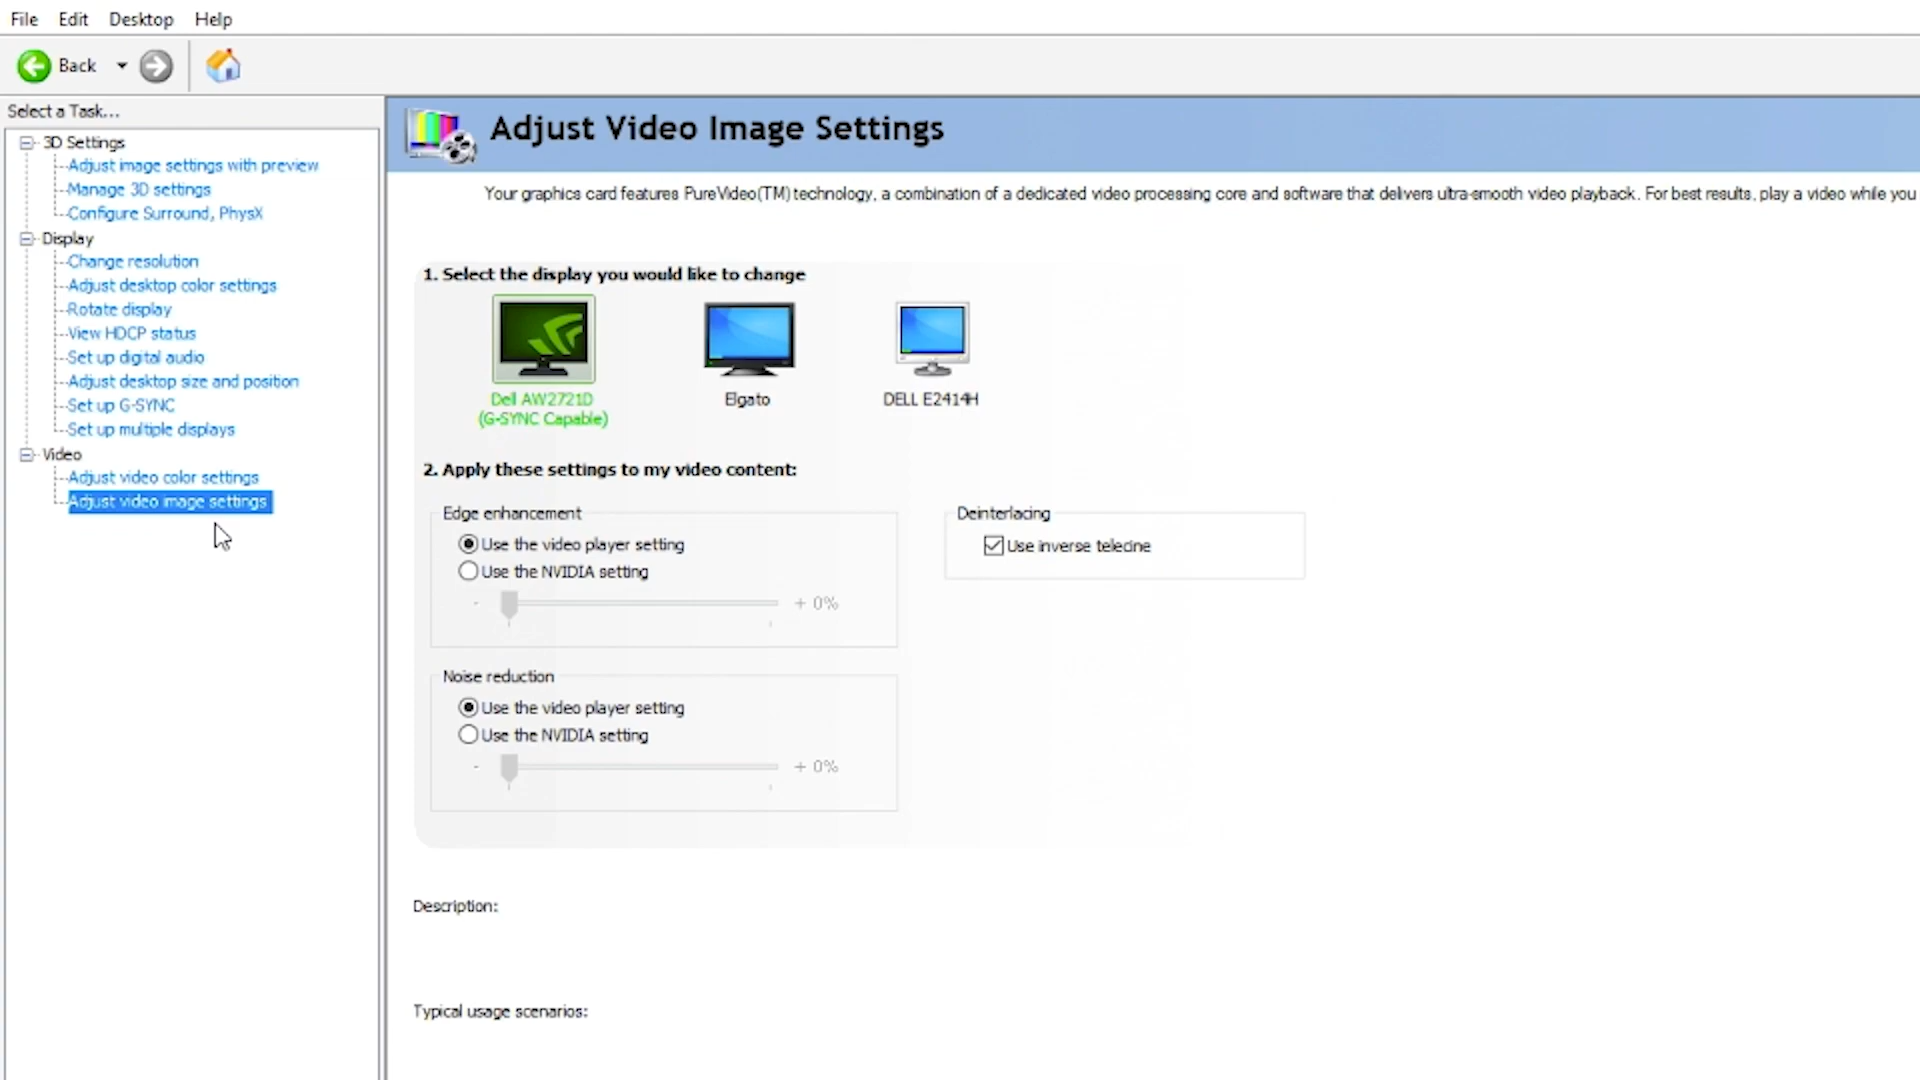 File Edit Desktop Help
Back
Select a Task...
3D Settings
Adjust image settings with preview
Manage 3D settings
Configure Surround, PhysX
Display
Change resolution
Adjust desktop color settings
Rotate display
View HDCP status
Set up digital audio
Adjust desktop size and position
Set up G-SYNC
Set up multiple displays
Video
Adjust video color settings
Adjust video image settings
Adjust Video Image Settings
Your graphics card features PureVideo(TM) technology, a combination of a dedicated video processing core and software that delivers ultra-smooth video playback. For best results, play a video while you
1. Select the display you would like to change
Dell AW2721D
(G-SYNC Capable)
Elgato
DELL E2414H
2. Apply these settings to my video content:
Edge enhancement
Use the video player setting
Use the NVIDIA setting
- + 0%
Deinterlacing
Use inverse telecine
Noise reduction
Use the video player setting
Use the NVIDIA setting
- + 0%
Description:
Typical usage scenarios: